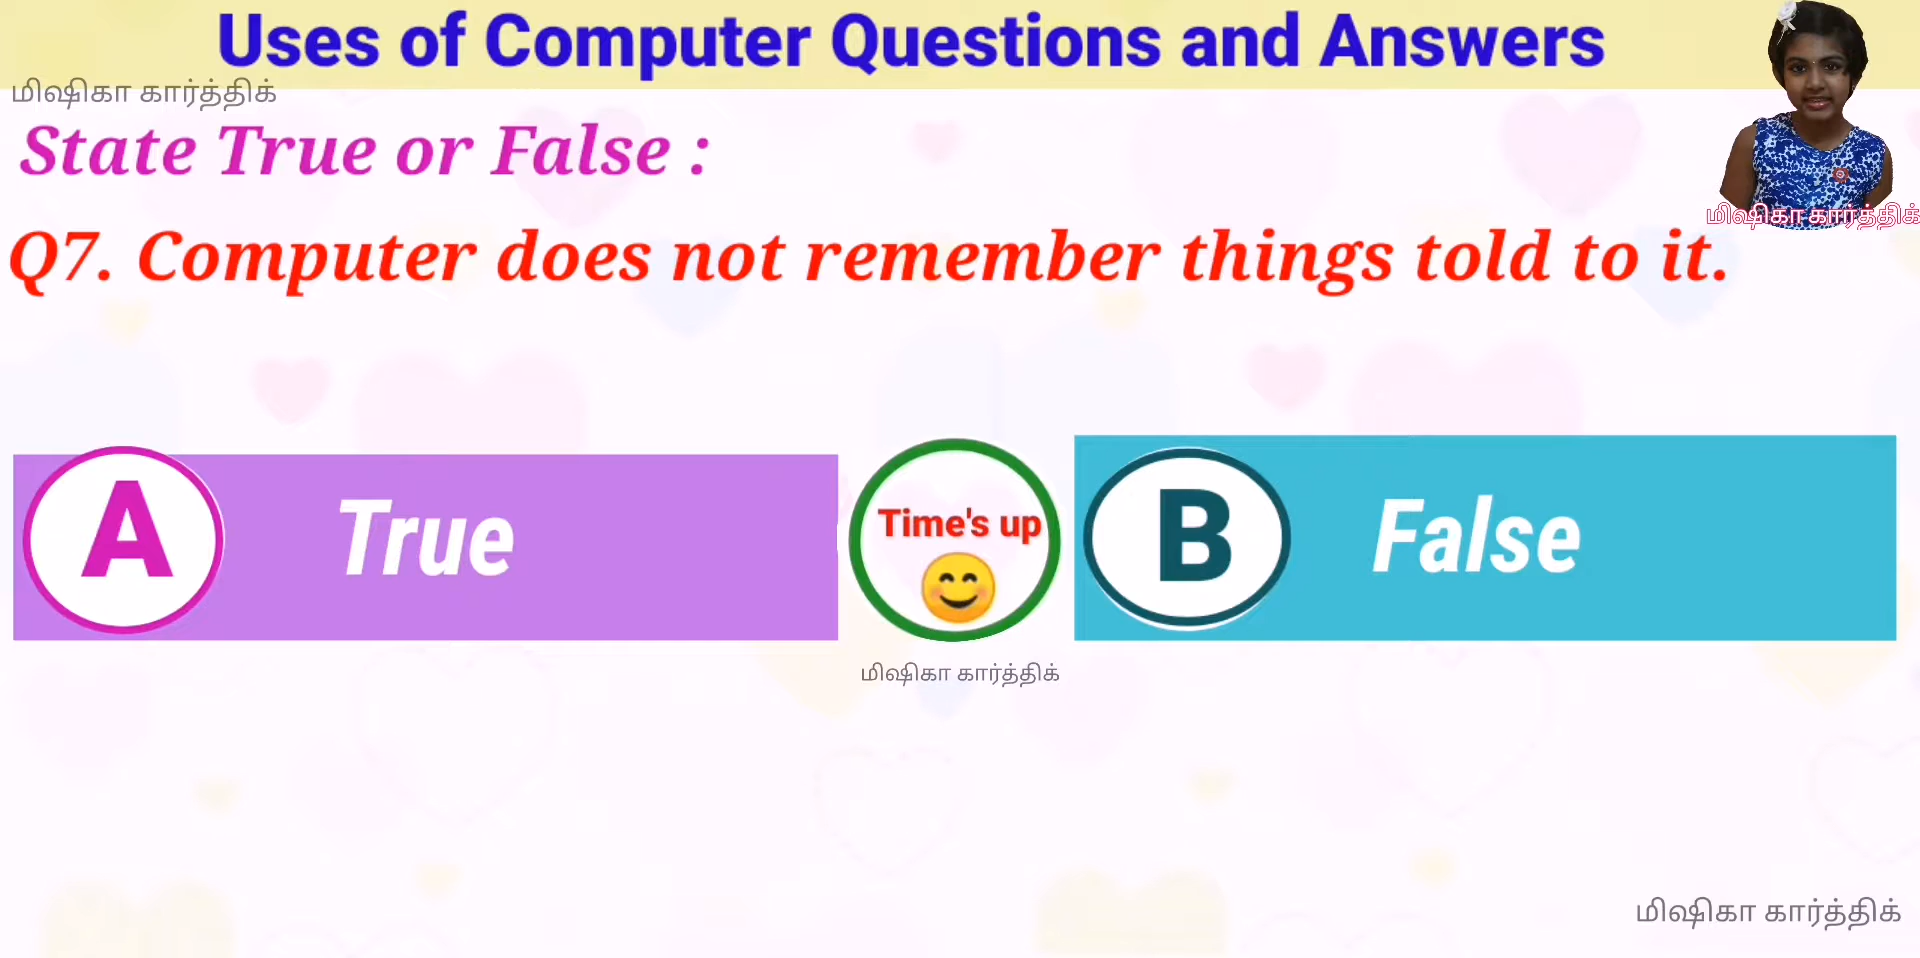 Uses of Computer Questions and Answers
மிஷிகா கார்த்திக்
State True or False :
மிஷிகா கார்த்திக்
Q7. Computer does not remember things told to it.
A True
Time's up
B False
மிஷிகா கார்த்திக்
மிஷிகா கார்த்திக்